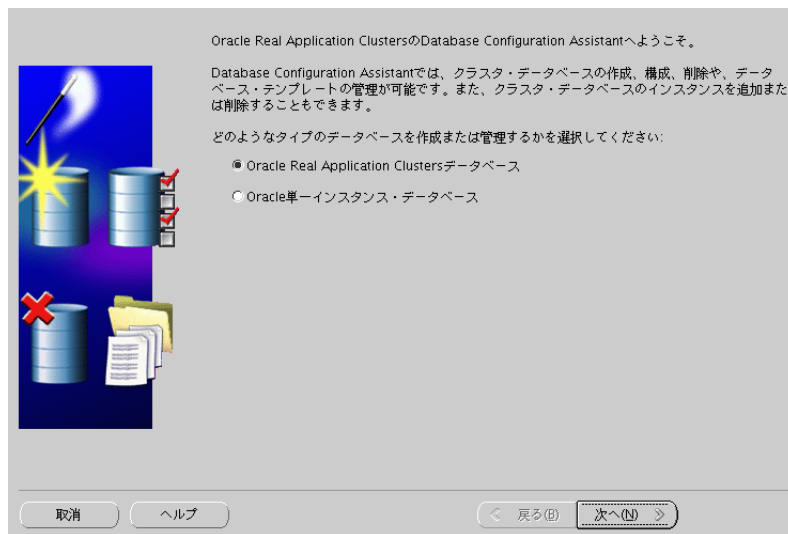 Oracle Real Application ClustersのDatabase Configuration Assistantへようこそ。
Database Configuration Assistantでは、クラスタ・データベースの作成、構成、削除や、データ
ベース・テンプレートの管理が可能です。また、クラスタ・データベースのインスタンスを追加また
は削除することもできます。
どのようなタイプのデータベースを作成または管理するかを選択してください:
Oracle Real Application Clustersデータベース
Oracle単一インスタンス・データベース
取消
ヘルプ
戻る(B)
次へ(N)